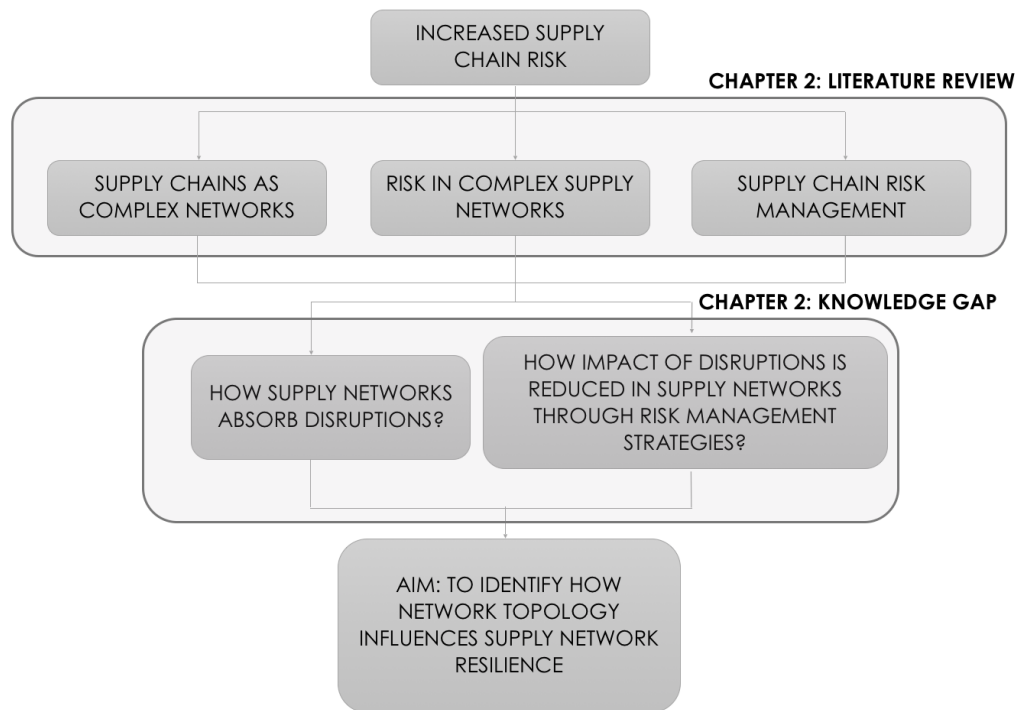 INCREASED SUPPLY
CHAIN RISK
CHAPTER 2: LITERATURE REVIEW
SUPPLY CHAINS AS
COMPLEX NETWORKS
RISK IN COMPLEX SUPPLY
NETWORKS
SUPPLY CHAIN RISK
MANAGEMENT
CHAPTER 2: KNOWLEDGE GAP
HOW SUPPLY NETWORKS
ABSORB DISRUPTIONS?
HOW IMPACT OF DISRUPTIONS IS
REDUCED IN SUPPLY NETWORKS
THROUGH RISK MANAGEMENT
STRATEGIES?
AIM: TO IDENTIFY HOW
NETWORK TOPOLOGY
INFLUENCES SUPPLY NETWORK
RESILIENCE